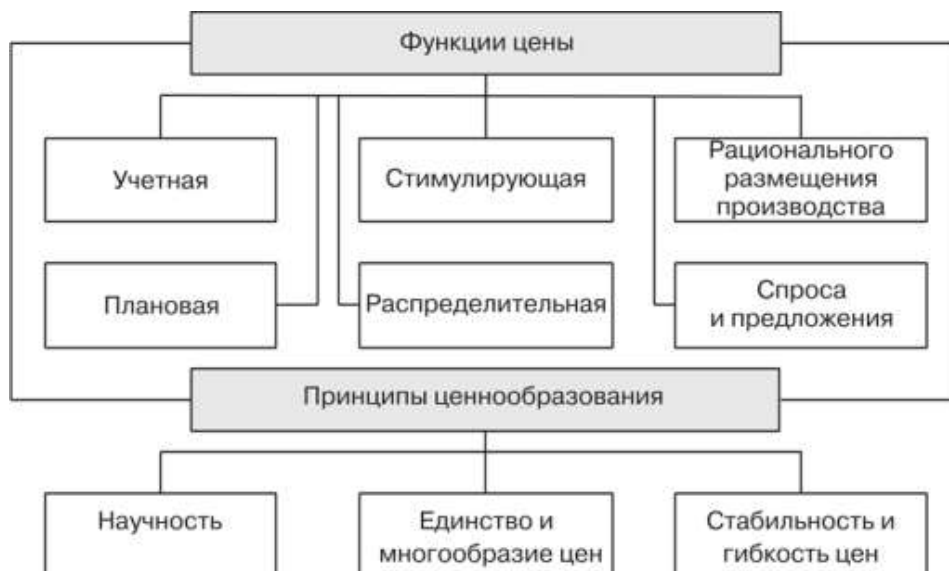 Функции цены
Учетная
Стимулирующая
Рационального
размещения
производства
Плановая
Распределительная
Спроса
и предложения
Принципы ценнообразования
Научность
Единство и
многообразие цен
Стабильность и
гибкость цен